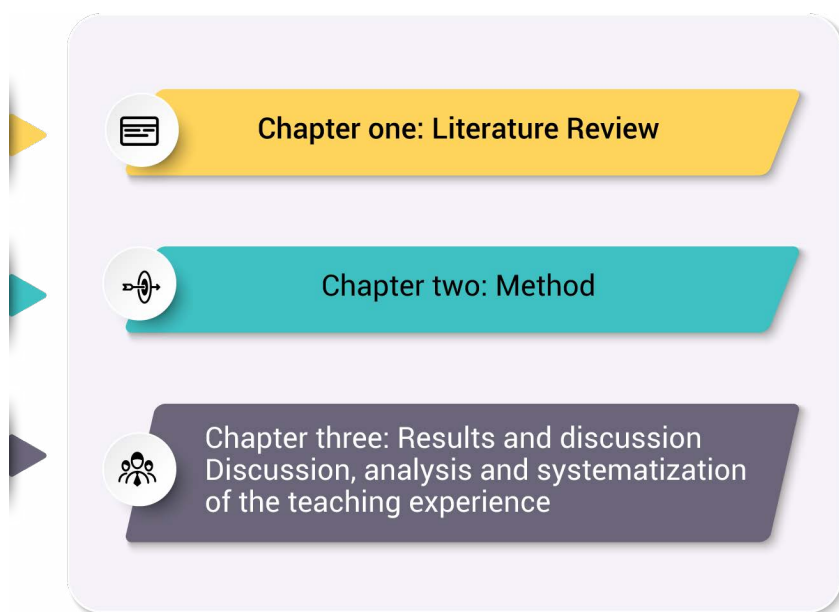 Chapter one: Literature Review
Chapter two: Method
Chapter three: Results and discussion
Discussion, analysis and systematization
of the teaching experience